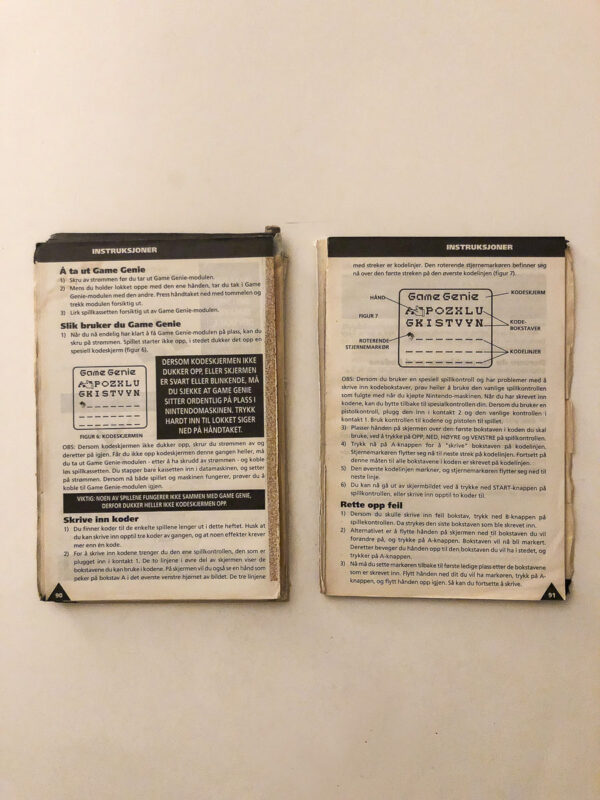 INSTRUKSJONER
Å ta ut Game Genie
1) Skru av strømmen før du tar ut Game Genie-modulen.
2) Mens du holder lokket oppe med den ene hånden, tar du tak i Game
Genie-modulen med den andre. Press håndtaket ned med tommelen og
trekk modulen forsiktig ut.
3) Lirk spillkassetten forsiktig ut av Game Genie-modulen.
Slik bruker du Game Genie
1) Når du nå endelig har klart å få Game Genie-modulen på plass, kan du
skru på strømmen. Spillet starter ikke opp, i stedet dukker det opp en
spesiell kodeskjerm (figur 6).
Game Genie
APOZXLU
GKISTVYN
FIGUR 6: KODESKJERMEN
DERSOM KODESKJERMEN IKKE
DUKKER OPP, ELLER SKJERMEN
ER SVART ELLER BLINKENDE, MÅ
DU SJEKKE AT GAME GENIE
SITTER ORDENTLIG PÅ PLASS I
NINTENDOMASKINEN. TRYKK
HARDT INN TIL LOKKET SIGER
NED PÅ HÅNDTAKET.
OBS: Dersom kodeskjermen ikke dukker opp, skrur du strømmen av og
deretter på igjen. Får du ikke opp kodeskjermen denne gangen heller, må
du ta ut Game Genie-modulen - etter å ha skrudd av strømmen - og koble
løs spillkassetten. Du stapper bare kassetten inn i datamaskinen, og setter
på strømmen. Dersom nå både spillet og maskinen fungerer, prøver du å
koble til Game Genie-modulen igjen.
VIKTIG: NOEN AV SPILLENE FUNGERER IKKE SAMMEN MED GAME GENIE,
DERFOR DUKKER HELLER IKKE KODESKJERMEN OPP.
Skrive inn koder
1) Du finner koder til de enkelte spillene lenger ut i dette heftet. Husk at
du kan skrive inn opptil tre koder av gangen, og at noen effekter krever
mer enn én kode.
2) For å skrive inn kodene trenger du den ene spillkontrollen, den som er
plugget inn i kontakt 1. De to linjene i øvre del av skjermen viser de
bokstavene du kan bruke i kodene. På skjermen vil du også se en hånd som
peker på bokstav A i det øverste venstre hjørnet av bildet. De tre linjene
90
INSTRUKSJONER
med streker er kodelinjer. Den roterende stjernemarkøren befinner seg
nå over den første streken på den øverste kodelinjen (figur 7).
HÅND
FIGUR 7
ROTERENDE
STJERNEMARKØR
Game Genie
APOZXLU
GKISTVYN
KODESKJERM
KODE-
BOKSTAVER
KODELINJER
OBS: Dersom du bruker en spesiell spillkontroll og har problemer med å
skrive inn kodebokstaver, prøv heller å bruke den vanlige spillkontrollen
som fulgte med når du kjøpte Nintendo-maskinen. Når du har skrevet inn
kodene, kan du bytte tilbake til spesialkontrollen din. Dersom du bruker en
pistolkontroll, plugg den inn i kontakt 2 og den vanlige kontrollen i
kontakt 1. Bruk kontrollen til kodene og pistolen til spillet.
3) Plasser hånden på skjermen over den første bokstaven i koden du skal
bruke, ved å trykke på OPP, NED, HØYRE og VENSTRE på spillkontrollen.
4) Trykk nå på A-knappen for å "skrive" bokstaven på kodelinjen.
Stjernemarkøren flytter seg nå til neste strek på kodelinjen. Fortsett på
denne måten til alle bokstavene i koden er skrevet på kodelinjen.
5) Den øverste kodelinjen mørkner, og stjernemarkøren flytter seg ned til
neste linje.
6) Du kan nå gå ut av skjermbildet ved å trykke ned START-knappen på
spillkontrollen, eller skrive inn opptil to koder til.
Rette opp feil
1) Dersom du skulle skrive inn feil bokstav, trykke ned B-knappen på
spillekontrollen. Da strykes den siste bokstaven som ble skrevet inn.
2) Alternativet er å flytte hånden på skjermen ned til bokstaven du vil
forandre på, og trykke på A-knappen. Bokstaven vil nå bli markert.
Deretter beveger du hånden opp til den bokstaven du vil ha i stedet, og
trykker ned A-knappen.
3) Nå må du sette markøren tilbake til første ledige plass etter de bokstavene
som er skrevet inn. Flytt hånden ned dit du vil ha markøren, trykk på A-
knappen, og flytt hånden opp igjen. Så kan du fortsette å skrive.
91